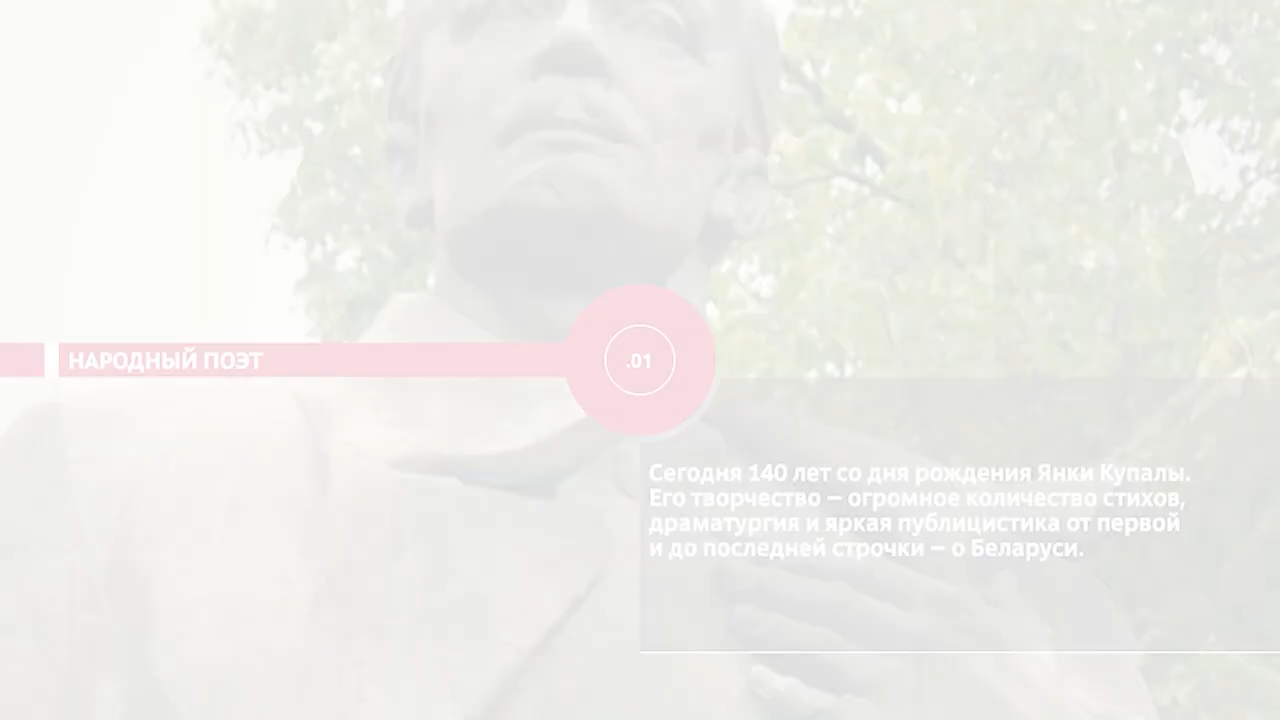 НАРОДНЫЙ ПОЭТ
.01
Сегодня 140 лет со дня рождения Янки Купалы.
Его творчество – огромное количество стихов,
драматургия и яркая публицистика от первой
и до последней строчки – о Беларуси.